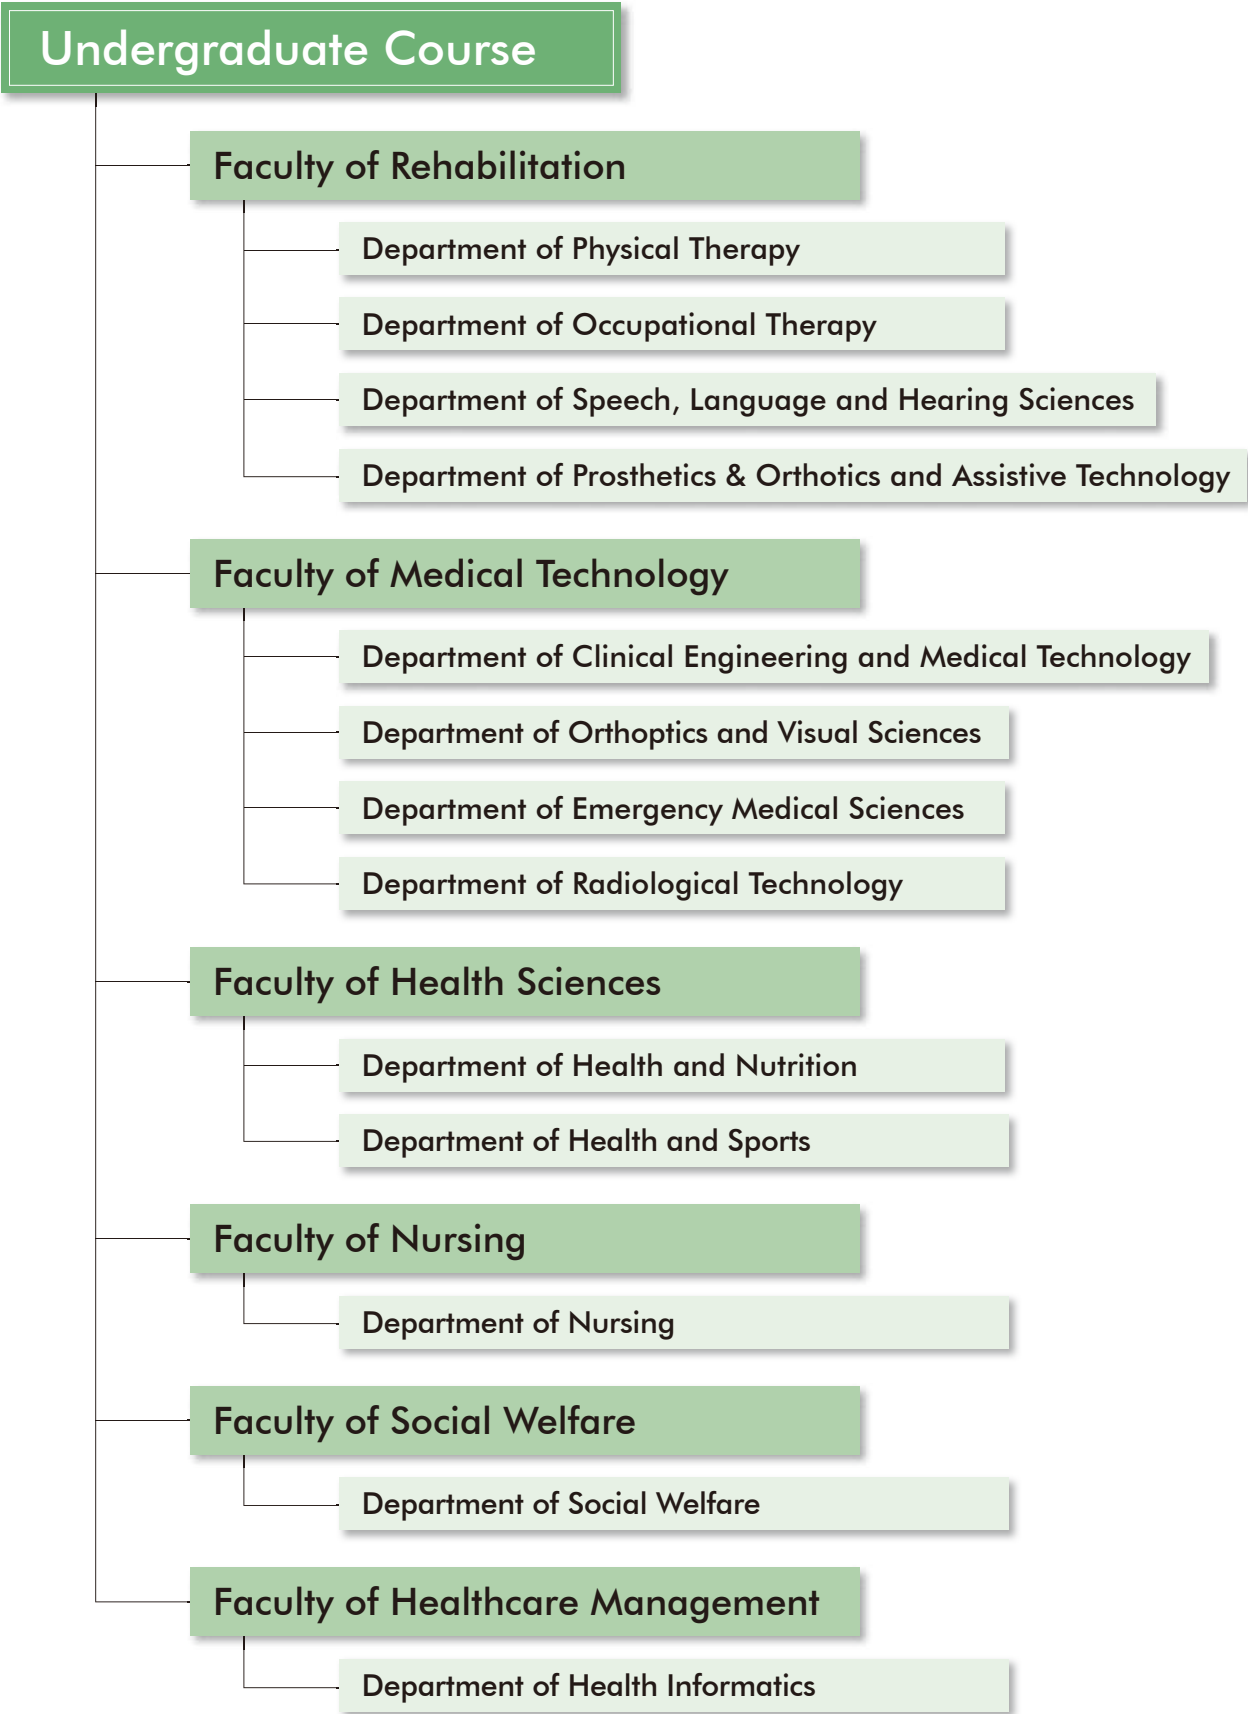 Undergraduate Course
Faculty of Rehabilitation
Department of Physical Therapy
Department of Occupational Therapy
Department of Speech, Language and Hearing Sciences
Department of Prosthetics & Orthotics and Assistive Technology
Faculty of Medical Technology
Department of Clinical Engineering and Medical Technology
Department of Orthoptics and Visual Sciences
Department of Emergency Medical Sciences
Department of Radiological Technology
Faculty of Health Sciences
Department of Health and Nutrition
Department of Health and Sports
Faculty of Nursing
Department of Nursing
Faculty of Social Welfare
Department of Social Welfare
Faculty of Healthcare Management
Department of Health Informatics